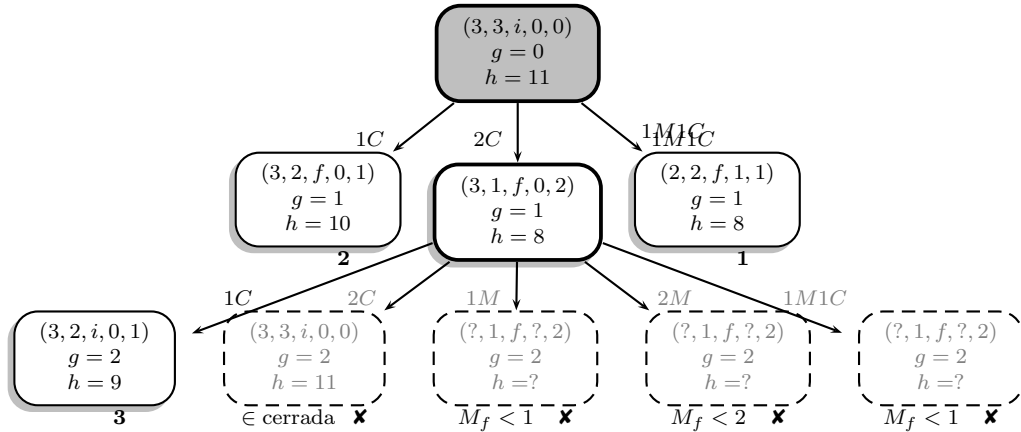 (3, 3, i, 0, 0)
g = 0
h = 11
1C
2C
1M1C
1M1C
(3, 2, f, 0, 1)
g = 1
h = 10
2
(3, 1, f, 0, 2)
g = 1
h = 8
(2, 2, f, 1, 1)
g = 1
h = 8
1
1C
2C
1M
2M
1M1C
(3, 2, i, 0, 1)
g = 2
h = 9
3
(3, 3, i, 0, 0)
g = 2
h = 11
∈ cerrada ✘
(?, 1, f, ?, 2)
g = 2
h =?
M_f < 1 ✘
(?, 1, f, ?, 2)
g = 2
h =?
M_f < 2 ✘
(?, 1, f, ?, 2)
g = 2
h =?
M_f < 1 ✘